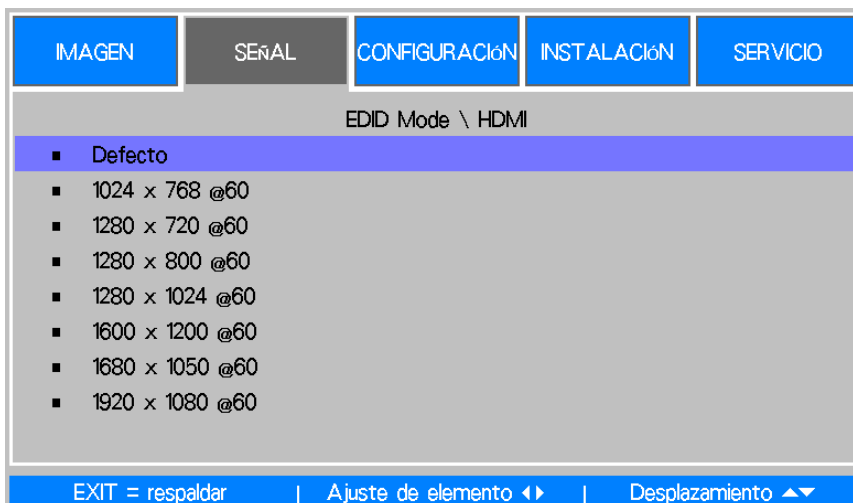 IMAGEN SEñAL CONFIGURACIóN INSTALACIóN SERVICIO
EDID Mode \ HDMI
▪ Defecto
▪ 1024 x 768 @60
▪ 1280 x 720 @60
▪ 1280 x 800 @60
▪ 1280 x 1024 @60
▪ 1600 x 1200 @60
▪ 1680 x 1050 @60
▪ 1920 x 1080 @60
EXIT = respaldar | Ajuste de elemento ◂▸ | Desplazamiento ▲▼